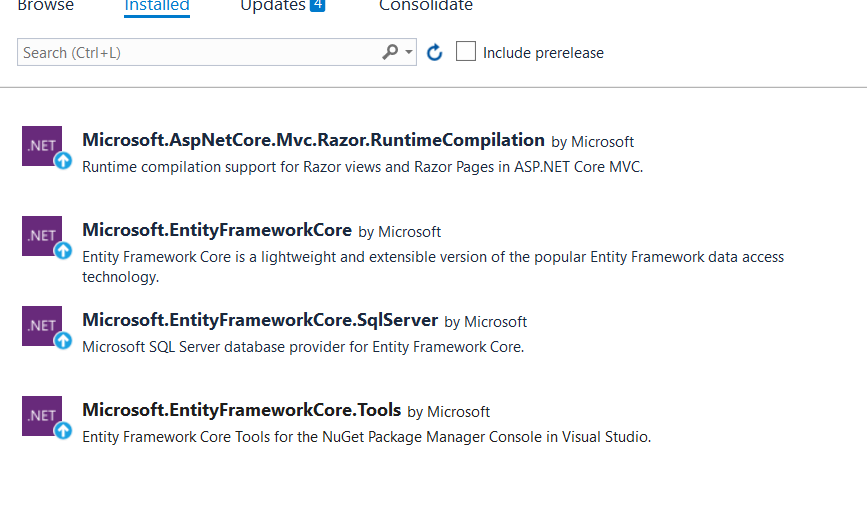 Browse Installed Updates 4 Consolidate
Search (Ctrl+L) Include prerelease
.NET Microsoft.AspNetCore.Mvc.Razor.RuntimeCompilation by Microsoft
Runtime compilation support for Razor views and Razor Pages in ASP.NET Core MVC.
.NET Microsoft.EntityFrameworkCore by Microsoft
Entity Framework Core is a lightweight and extensible version of the popular Entity Framework data access
technology.
.NET Microsoft.EntityFrameworkCore.SqlServer by Microsoft
Microsoft SQL Server database provider for Entity Framework Core.
.NET Microsoft.EntityFrameworkCore.Tools by Microsoft
Entity Framework Core Tools for the NuGet Package Manager Console in Visual Studio.